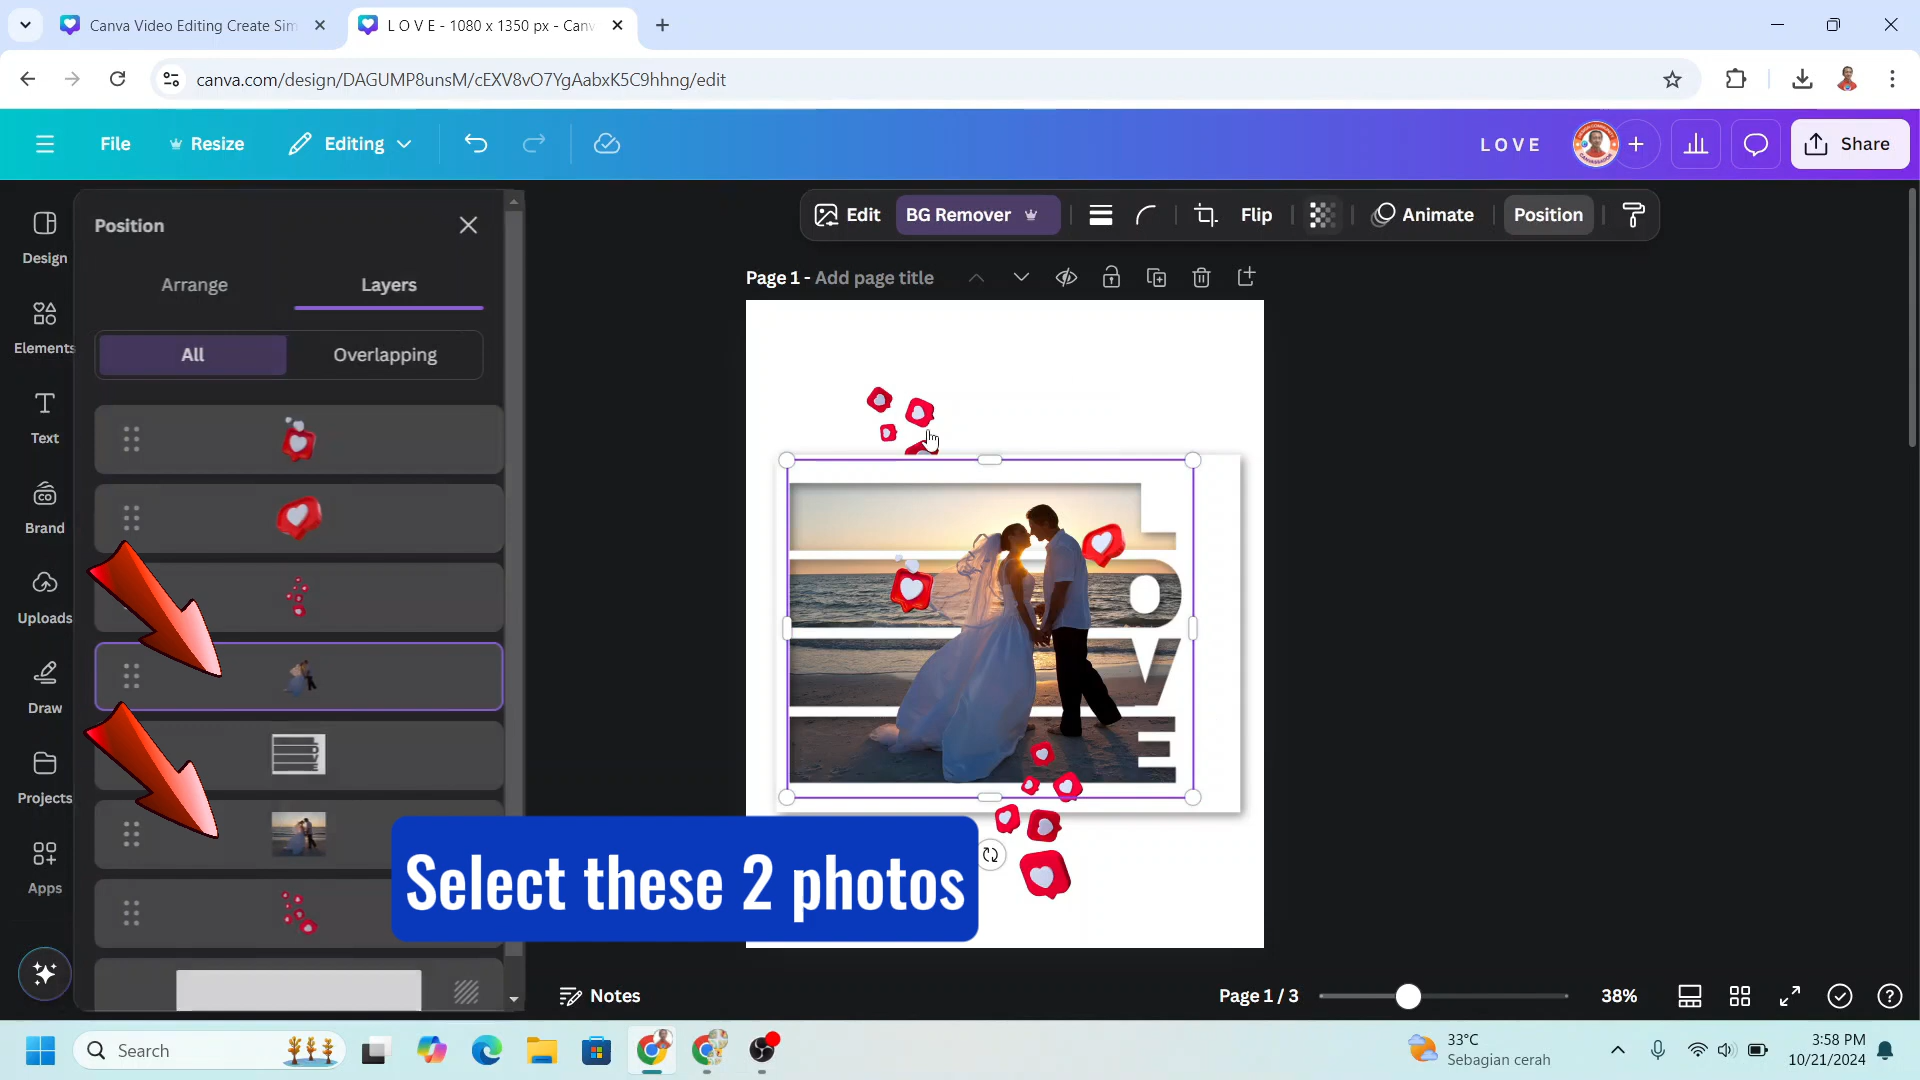 Canva Video Editing Create Sim
L O V E - 1080 x 1350 px - Canv
canva.com/design/DAGUMP8unsM/cEXV8vO7YgAabxK5C9hhng/edit
File
Resize
Editing
L O V E
Share
Design
Elements
Text
Brand
Uploads
Draw
Projects
Apps
Position
Arrange
Layers
All
Overlapping
LOVE
Edit
BG Remover
Flip
Animate
Position
Page 1 - Add page title
L
O
V
E
Select these 2 photos
Notes
Page 1 / 3
38%
Search
33°C
Sebagian cerah
3:58 PM
10/21/2024